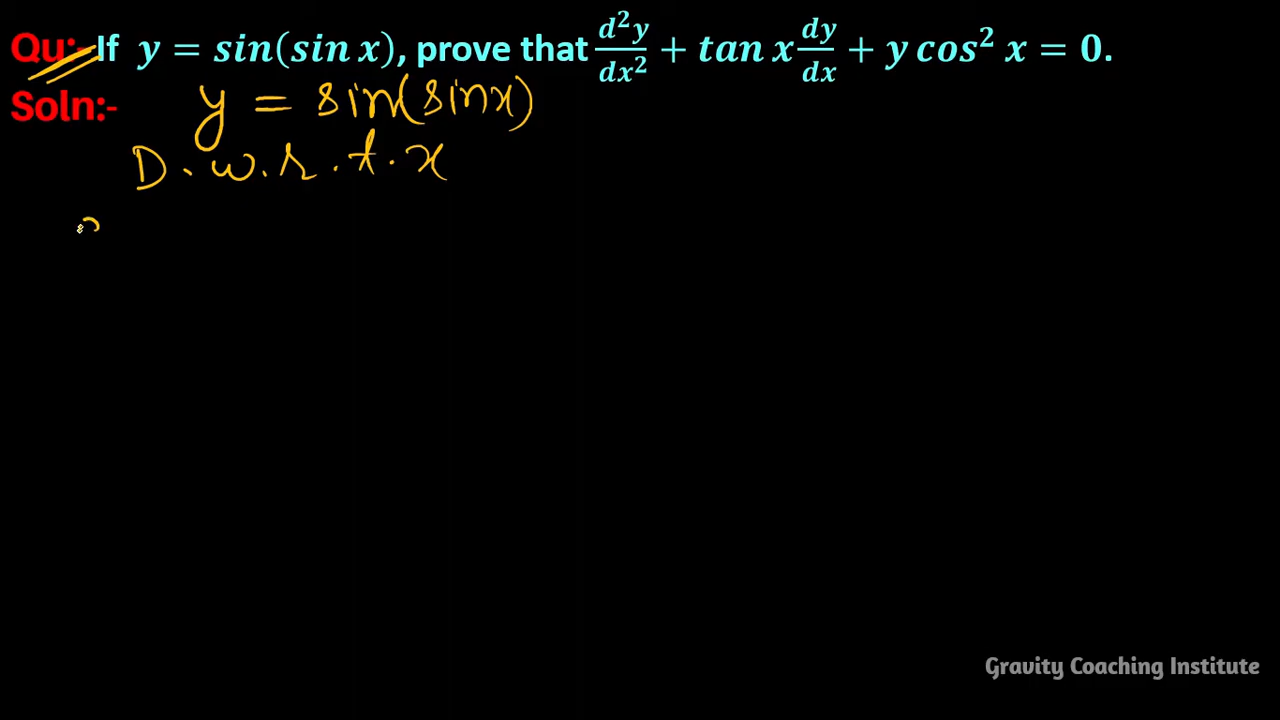 Qu:- If y = sin(sin x), prove that d²y/dx² + tan x dy/dx + y cos² x = 0.
Soln:- y = sin(sinx)
D. w. r. t. x
Gravity Coaching Institute